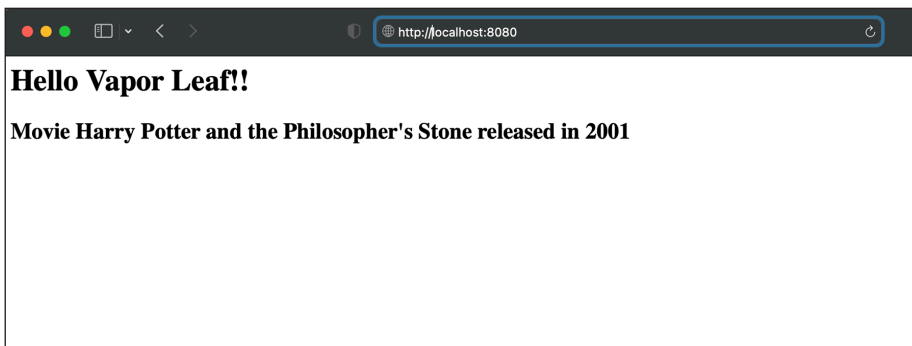 http://localhost:8080
Hello Vapor Leaf!!
Movie Harry Potter and the Philosopher's Stone released in 2001